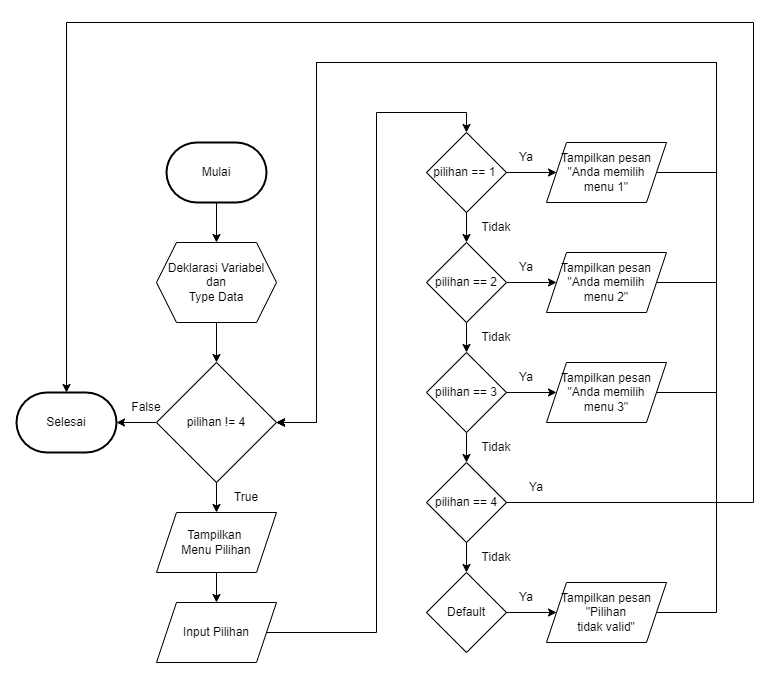 Mulai
Deklarasi Variabel
dan
Type Data
pilihan != 4
False
Selesai
True
Tampilkan
Menu Pilihan
Input Pilihan
pilihan == 1
Ya
Tampilkan pesan
"Anda memilih
menu 1"
Tidak
pilihan == 2
Ya
Tampilkan pesan
"Anda memilih
menu 2"
Tidak
pilihan == 3
Ya
Tampilkan pesan
"Anda memilih
menu 3"
Tidak
pilihan == 4
Ya
Tidak
Default
Ya
Tampilkan pesan
"Pilihan
tidak valid"